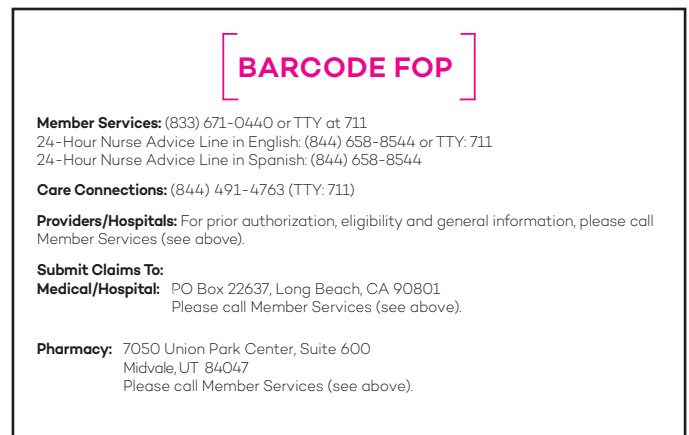 BARCODE FOP
Member Services: (833) 671-0440 or TTY at 711
24-Hour Nurse Advice Line in English: (844) 658-8544 or TTY: 711
24-Hour Nurse Advice Line in Spanish: (844) 658-8544
Care Connections: (844) 491-4763 (TTY: 711)
Providers/Hospitals: For prior authorization, eligibility and general information, please call
Member Services (see above).
Submit Claims To:
Medical/Hospital: PO Box 22637, Long Beach, CA 90801
Please call Member Services (see above).
Pharmacy: 7050 Union Park Center, Suite 600
Midvale, UT 84047
Please call Member Services (see above).